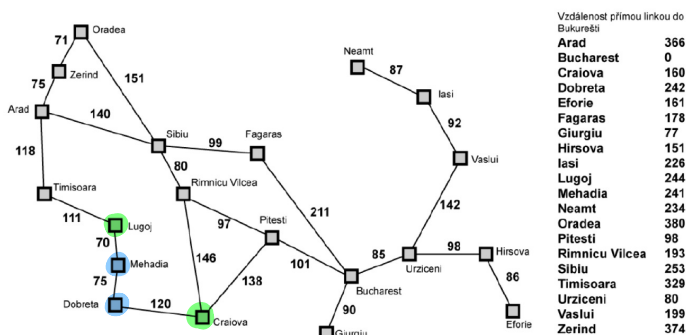 Oradea
71
Neamt
Zerind
87
75
151
Iasi
Arad
140
92
Sibiu
99
Fagaras
118
80
Vaslui
Rimnicu Vilcea
Timisoara
111
97
211
142
Lugoj
Pitesti
70
Mehadia
146
101
85
98
Hirsova
75
138
Urziceni
86
Dobreta
120
Bucharest
Craiova
90
Eforie
Giurgiu
Vzdálenost přímou linkou do
Bukurešti
Arad 366
Bucharest 0
Craiova 160
Dobreta 242
Eforie 161
Fagaras 178
Giurgiu 77
Hirsova 151
Iasi 226
Lugoj 244
Mehadia 241
Neamt 234
Oradea 380
Pitesti 98
Rimnicu Vilcea 193
Sibiu 253
Timisoara 329
Urziceni 80
Vaslui 199
Zerind 374